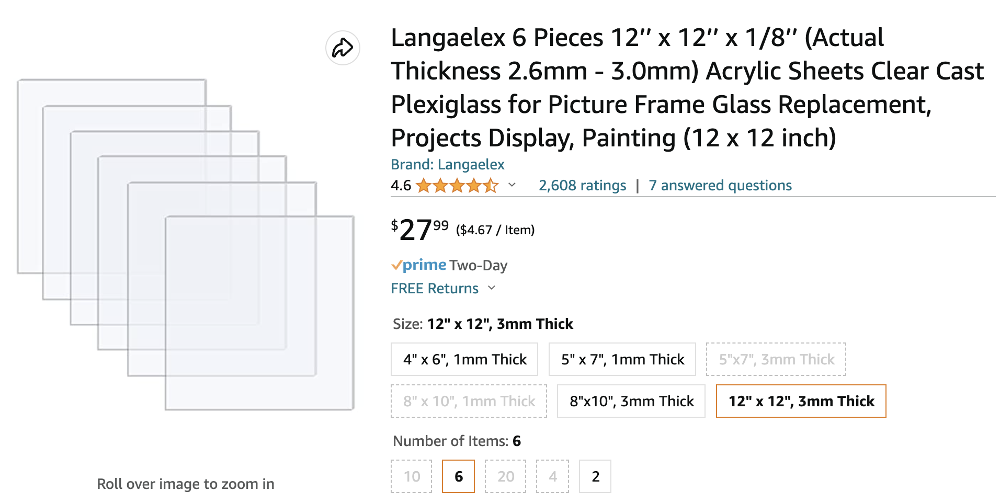 Langaelex 6 Pieces 12’’ x 12’’ x 1/8’’ (Actual
Thickness 2.6mm - 3.0mm) Acrylic Sheets Clear Cast
Plexiglass for Picture Frame Glass Replacement,
Projects Display, Painting (12 x 12 inch)
Brand: Langaelex
4.6 2,608 ratings | 7 answered questions
$27.99 ($4.67 / Item)
prime Two-Day
FREE Returns
Size: 12" x 12", 3mm Thick
4" x 6", 1mm Thick 5" x 7", 1mm Thick 5"x7", 3mm Thick
8" x 10", 1mm Thick 8"x10", 3mm Thick 12" x 12", 3mm Thick
Number of Items: 6
10 6 20 4 2
Roll over image to zoom in